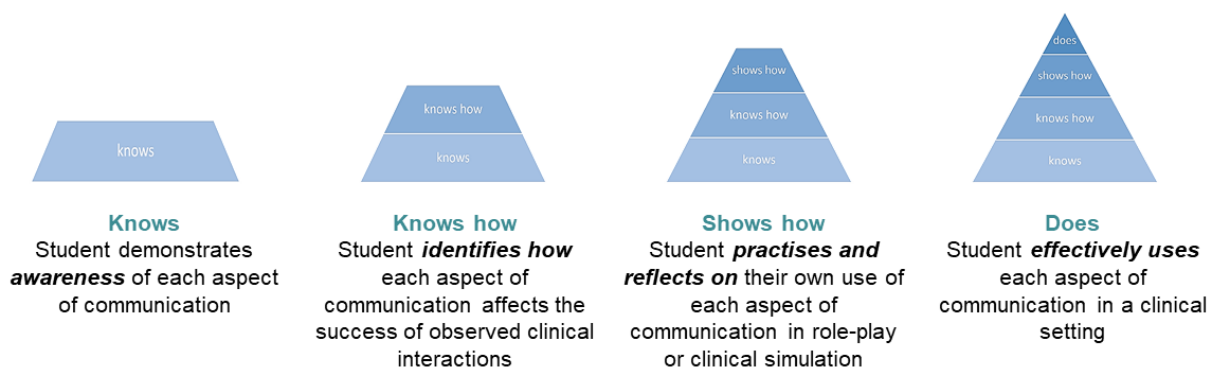 knows
Knows
Student demonstrates
awareness of each aspect
of communication
knows how
knows
Knows how
Student identifies how
each aspect of
communication affects the
success of observed clinical
interactions
shows how
knows how
knows
Shows how
Student practises and
reflects on their own use of
each aspect of
communication in role-play
or clinical simulation
does
shows how
knows how
knows
Does
Student effectively uses
each aspect of
communication in a clinical
setting